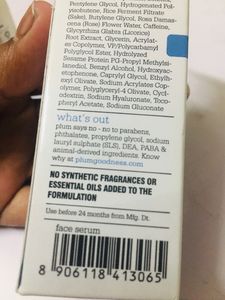 Pentylene Glycol, Hydrogenated Pol-
yisobutene, Rice Ferment Filtrate
(Sake), Butylene Glycol, Rosa Damas-
cena (Rose) Flower Water, Caffeine,
Glycyrrhiza Glabra (Licorice)
Root Extract, Glycerin, Acrylat-
es Copolymer, VP/Polycarbamyl
Polyglycol Ester, Hydrolyzed
Sesame Protein PG-Propyl Methylsi-
lanediol, Benzyl Alcohol, Hydroxyac-
etophenone, Caprylyl Glycol, Ethylh-
exyl Olivate, Sodium Acrylates Cop-
olymer, Polyglyceryl-4 Olivate, Cycl-
odextrin, Sodium Hyaluronate, Toco-
pheryl Acetate, Sodium Gluconate
what's out
plum says no - no to parabens,
phthalates, propylene glycol, sodium
lauryl sulphate (SLS), DEA, PABA &
animal-derived ingredients. Know
why at plumgoodness.com
NO SYNTHETIC FRAGRANCES OR
ESSENTIAL OILS ADDED TO THE
FORMULATION
Use before 24 months from Mfg. Dt.
face serum
8 906118 413065